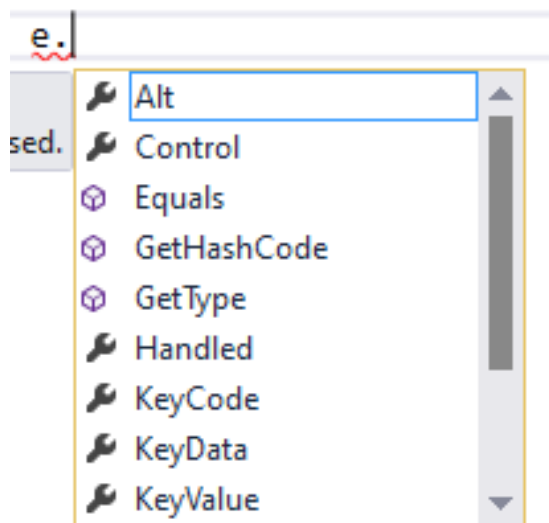 e.
Alt
sed.
Control
Equals
GetHashCode
GetType
Handled
KeyCode
KeyData
KeyValue